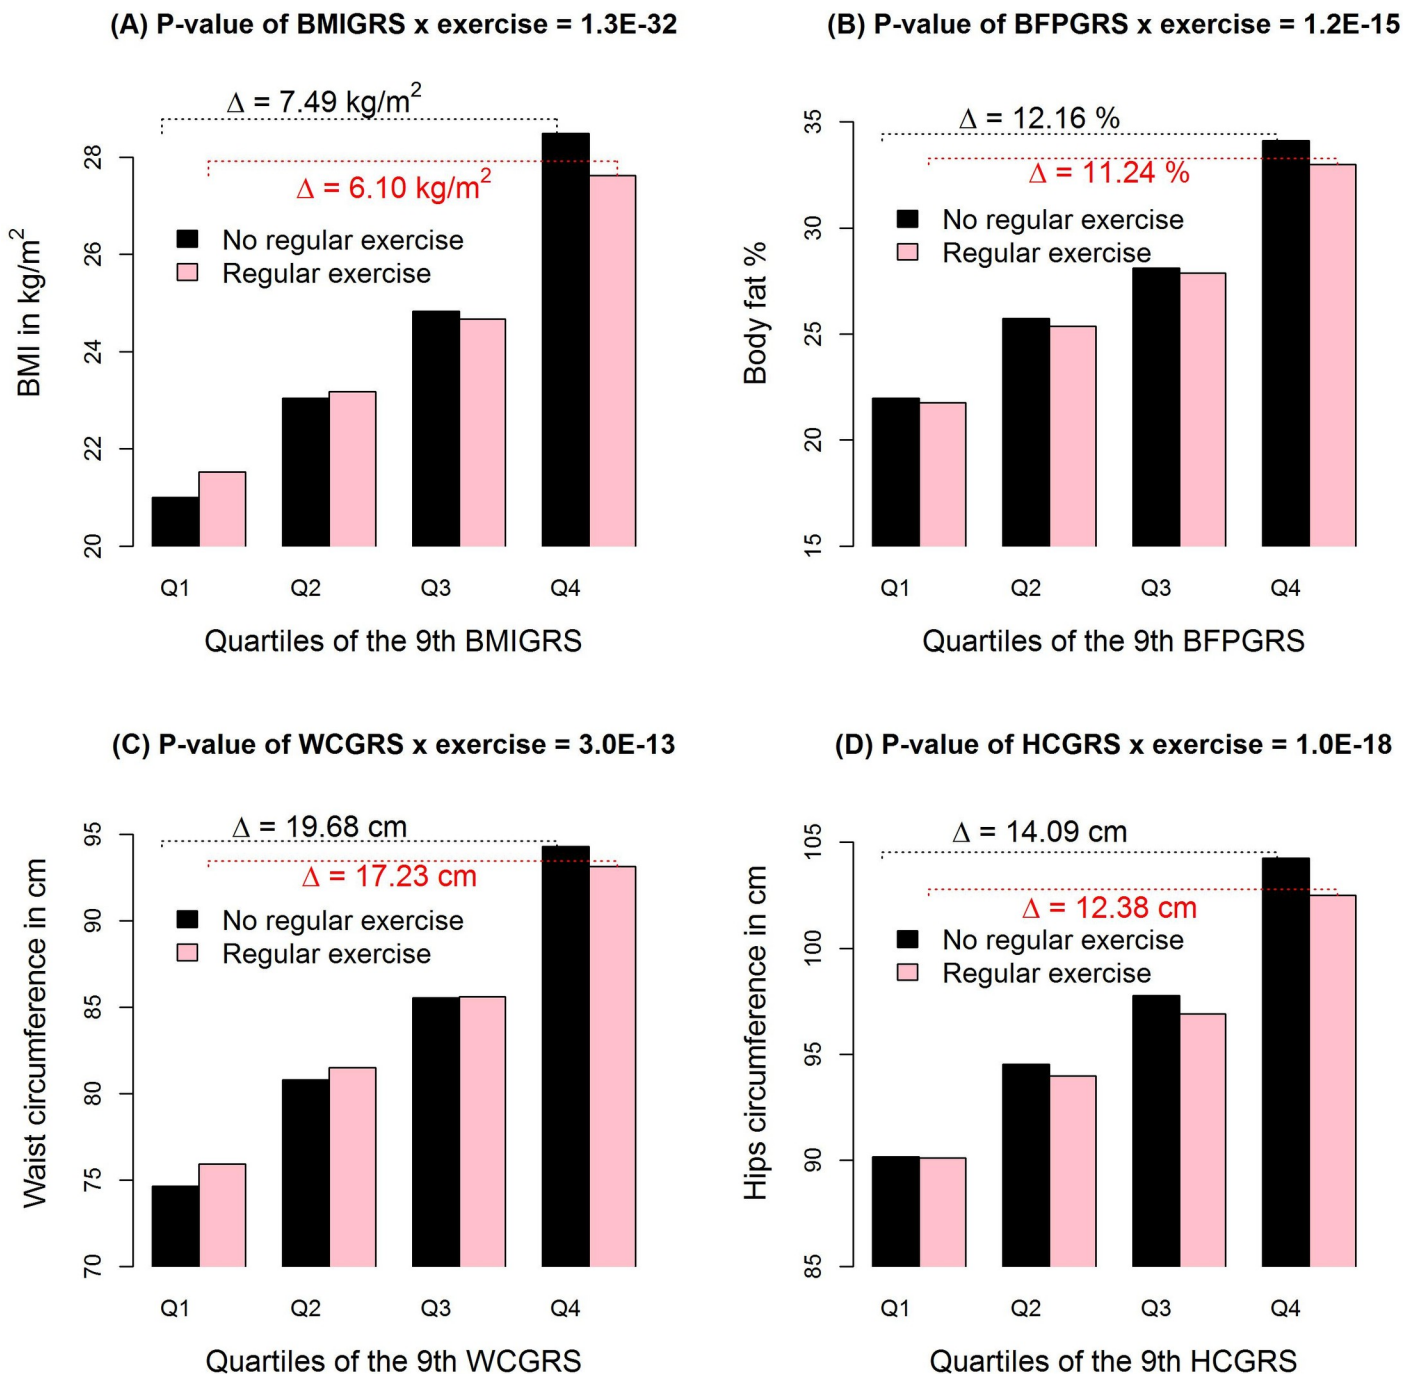 (A) P-value of BMIGRS x exercise = 1.3E-32
Δ = 7.49 kg/m²
Δ = 6.10 kg/m²
No regular exercise
Regular exercise
BMI in kg/m²
28
26
24
22
20
Q1 Q2 Q3 Q4
Quartiles of the 9th BMIGRS
(B) P-value of BFPGRS x exercise = 1.2E-15
Δ = 12.16 %
Δ = 11.24 %
No regular exercise
Regular exercise
Body fat %
35
30
25
20
15
Q1 Q2 Q3 Q4
Quartiles of the 9th BFPGRS
(C) P-value of WCGRS x exercise = 3.0E-13
Δ = 19.68 cm
Δ = 17.23 cm
No regular exercise
Regular exercise
Waist circumference in cm
95
90
85
80
75
70
Q1 Q2 Q3 Q4
Quartiles of the 9th WCGRS
(D) P-value of HCGRS x exercise = 1.0E-18
Δ = 14.09 cm
Δ = 12.38 cm
No regular exercise
Regular exercise
Hips circumference in cm
105
100
95
90
85
Q1 Q2 Q3 Q4
Quartiles of the 9th HCGRS